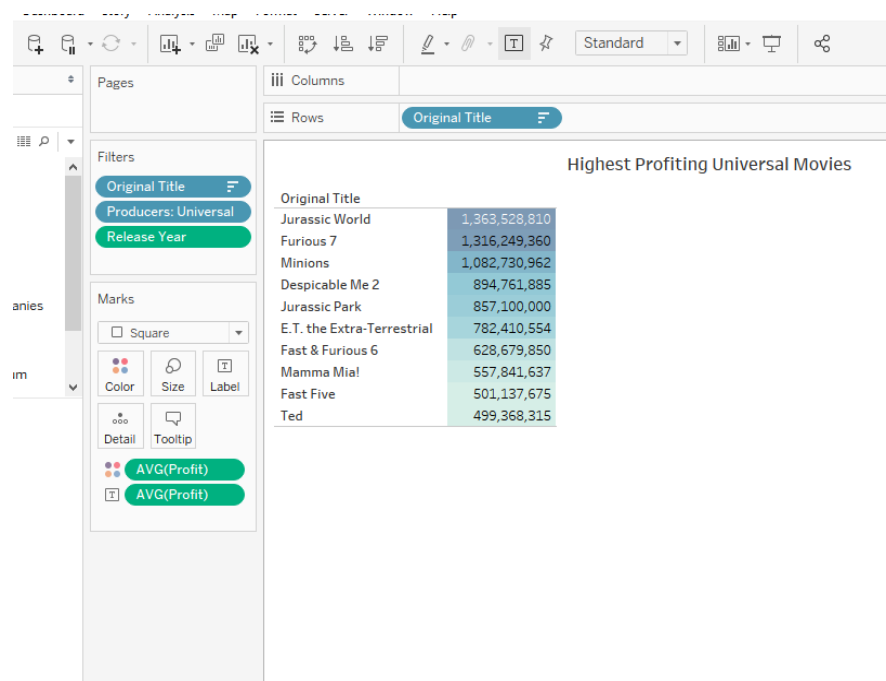 Standard
Pages
Columns
Rows
Original Title
Filters
Original Title
Producers: Universal
Release Year
Highest Profiting Universal Movies
Original Title
Jurassic World 1,363,528,810
Furious 7 1,316,249,360
Minions 1,082,730,962
Despicable Me 2 894,761,885
Jurassic Park 857,100,000
E.T. the Extra-Terrestrial 782,410,554
Fast & Furious 6 628,679,850
Mamma Mia! 557,841,637
Fast Five 501,137,675
Ted 499,368,315
anies
Marks
Square
Color Size Label
Detail Tooltip
AVG(Profit)
AVG(Profit)